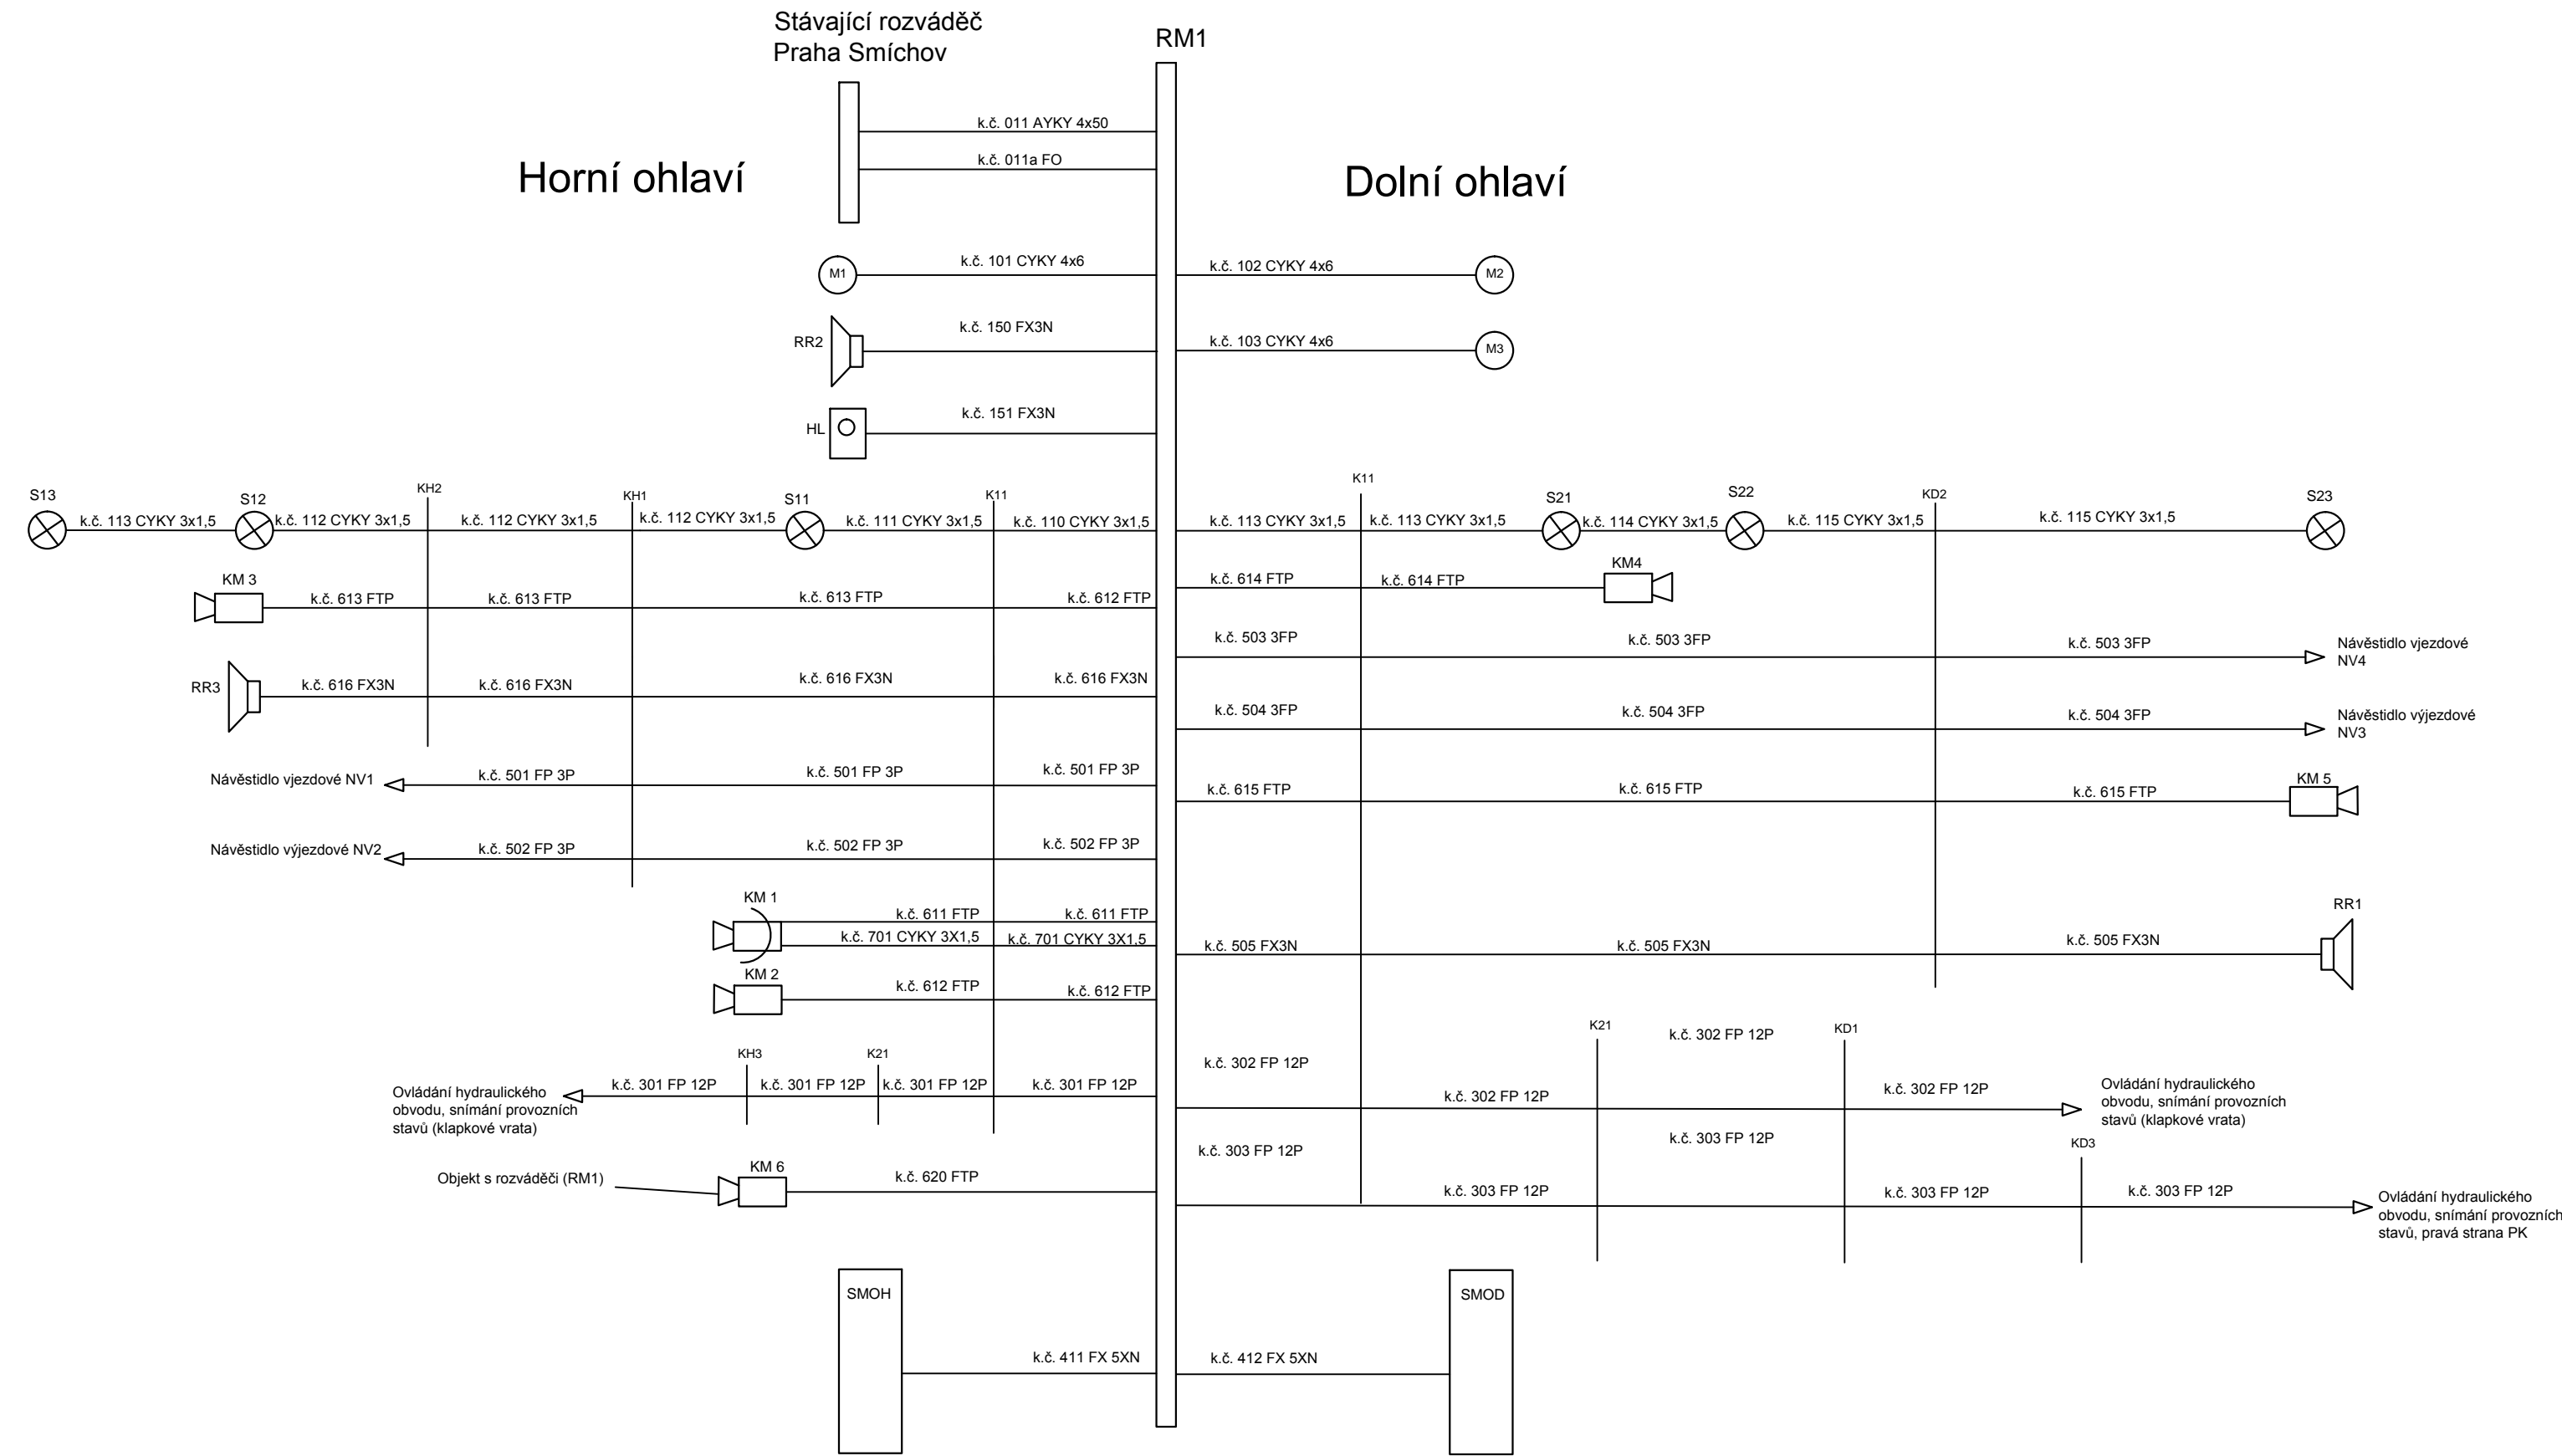 Stávající rozváděč
Praha Smíchov
RM1
k.č. 011 AYKY 4x50
k.č. 011a FO
Horní ohlaví
Dolní ohlaví
M1
k.č. 101 CYKY 4x6
k.č. 102 CYKY 4x6
M2
RR2
k.č. 150 FX3N
k.č. 103 CYKY 4x6
M3
HL
k.č. 151 FX3N
S13
k.č. 113 CYKY 3x1,5
S12
k.č. 112 CYKY 3x1,5
KH2
k.č. 112 CYKY 3x1,5
KH1
k.č. 112 CYKY 3x1,5
S11
k.č. 111 CYKY 3x1,5
K11
k.č. 110 CYKY 3x1,5
k.č. 113 CYKY 3x1,5
K11
k.č. 113 CYKY 3x1,5
S21
k.č. 114 CYKY 3x1,5
S22
k.č. 115 CYKY 3x1,5
KD2
k.č. 115 CYKY 3x1,5
S23
KM 3
k.č. 613 FTP
k.č. 613 FTP
k.č. 613 FTP
k.č. 612 FTP
k.č. 614 FTP
k.č. 614 FTP
KM4
RR3
k.č. 616 FX3N
k.č. 616 FX3N
k.č. 616 FX3N
k.č. 616 FX3N
k.č. 503 3FP
k.č. 503 3FP
k.č. 503 3FP
Návěstidlo vjezdové
NV4
k.č. 504 3FP
k.č. 504 3FP
k.č. 504 3FP
Návěstidlo výjezdové
NV3
Návěstidlo vjezdové NV1
k.č. 501 FP 3P
k.č. 501 FP 3P
k.č. 501 FP 3P
k.č. 615 FTP
k.č. 615 FTP
k.č. 615 FTP
KM 5
Návěstidlo výjezdové NV2
k.č. 502 FP 3P
k.č. 502 FP 3P
k.č. 502 FP 3P
KM 1
k.č. 611 FTP
k.č. 611 FTP
k.č. 701 CYKY 3X1,5
k.č. 701 CYKY 3X1,5
k.č. 505 FX3N
k.č. 505 FX3N
k.č. 505 FX3N
RR1
KM 2
k.č. 612 FTP
k.č. 612 FTP
KH3
K21
Ovládání hydraulického
obvodu, snímání provozních
stavů (klapkové vrata)
k.č. 301 FP 12P
k.č. 301 FP 12P
k.č. 301 FP 12P
k.č. 301 FP 12P
k.č. 302 FP 12P
k.č. 302 FP 12P
K21
k.č. 302 FP 12P
KD1
k.č. 302 FP 12P
Ovládání hydraulického
obvodu, snímání provozních
stavů (klapkové vrata)
Objekt s rozváděči (RM1)
KM 6
k.č. 620 FTP
k.č. 303 FP 12P
k.č. 303 FP 12P
k.č. 303 FP 12P
k.č. 303 FP 12P
KD3
k.č. 303 FP 12P
Ovládání hydraulického
obvodu, snímání provozních
stavů, pravá strana PK
SMOH
k.č. 411 FX 5XN
k.č. 412 FX 5XN
SMOD